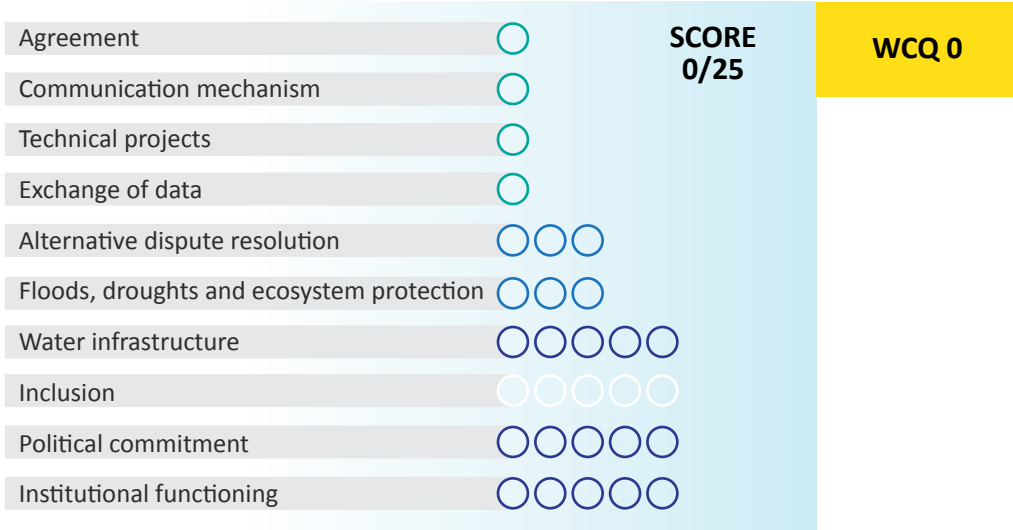 Agreement
SCORE
0/25
WCQ 0
Communication mechanism
Technical projects
Exchange of data
Alternative dispute resolution
Floods, droughts and ecosystem protection
Water infrastructure
Inclusion
Political commitment
Institutional functioning